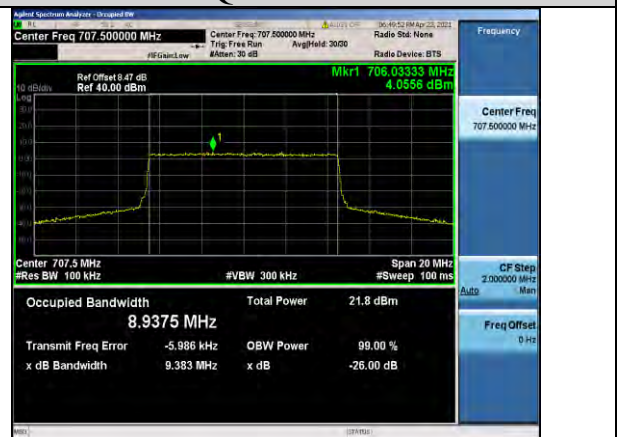 Agilent Spectrum Analyzer - Occupied BW
Center Freq 707.500000 MHz
#IFGain:Low
Center Freq: 707.500000 MHz
Trig: Free Run Avg|Hold: 30/30
#Atten: 30 dB
06:49:52 PM Apr 23, 2021
Radio Std: None
Radio Device: BTS
Frequency
Ref Offset 8.47 dB
10 dB/div Ref 40.00 dBm
Log
Mkr1 706.03333 MHz
4.0556 dBm
1
Center Freq
707.500000 MHz
Center 707.5 MHz Span 20 MHz
#Res BW 100 kHz #VBW 300 kHz #Sweep 100 ms
CF Step
2.000000 MHz
Auto Man
Occupied Bandwidth Total Power 21.8 dBm
8.9375 MHz
Freq Offset
0 Hz
Transmit Freq Error -5.986 kHz OBW Power 99.00 %
x dB Bandwidth 9.383 MHz x dB -26.00 dB
MSG STATUS